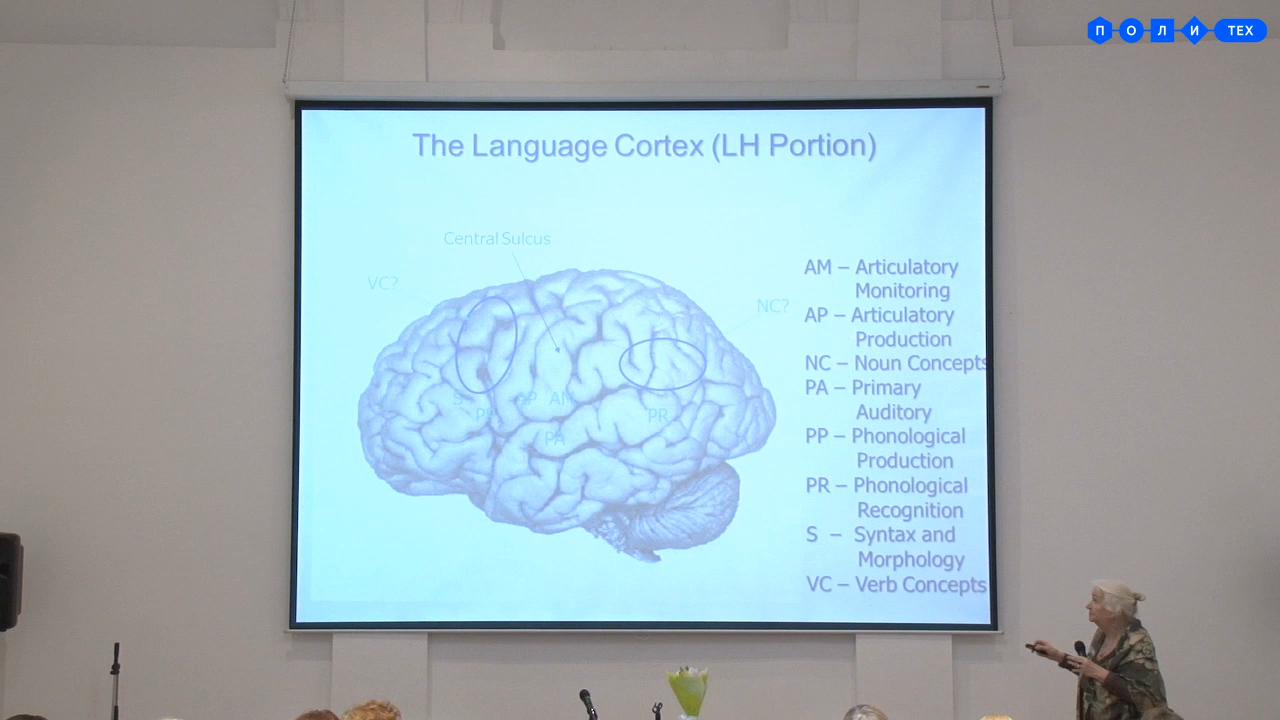 ПОЛИ ТЕХ
The Language Cortex (LH Portion)
Central Sulcus
VC?
NC?
S
AP
AM
PP
PR
PA
AM – Articulatory
Monitoring
AP – Articulatory
Production
NC – Noun Concepts
PA – Primary
Auditory
PP – Phonological
Production
PR – Phonological
Recognition
S – Syntax and
Morphology
VC – Verb Concepts